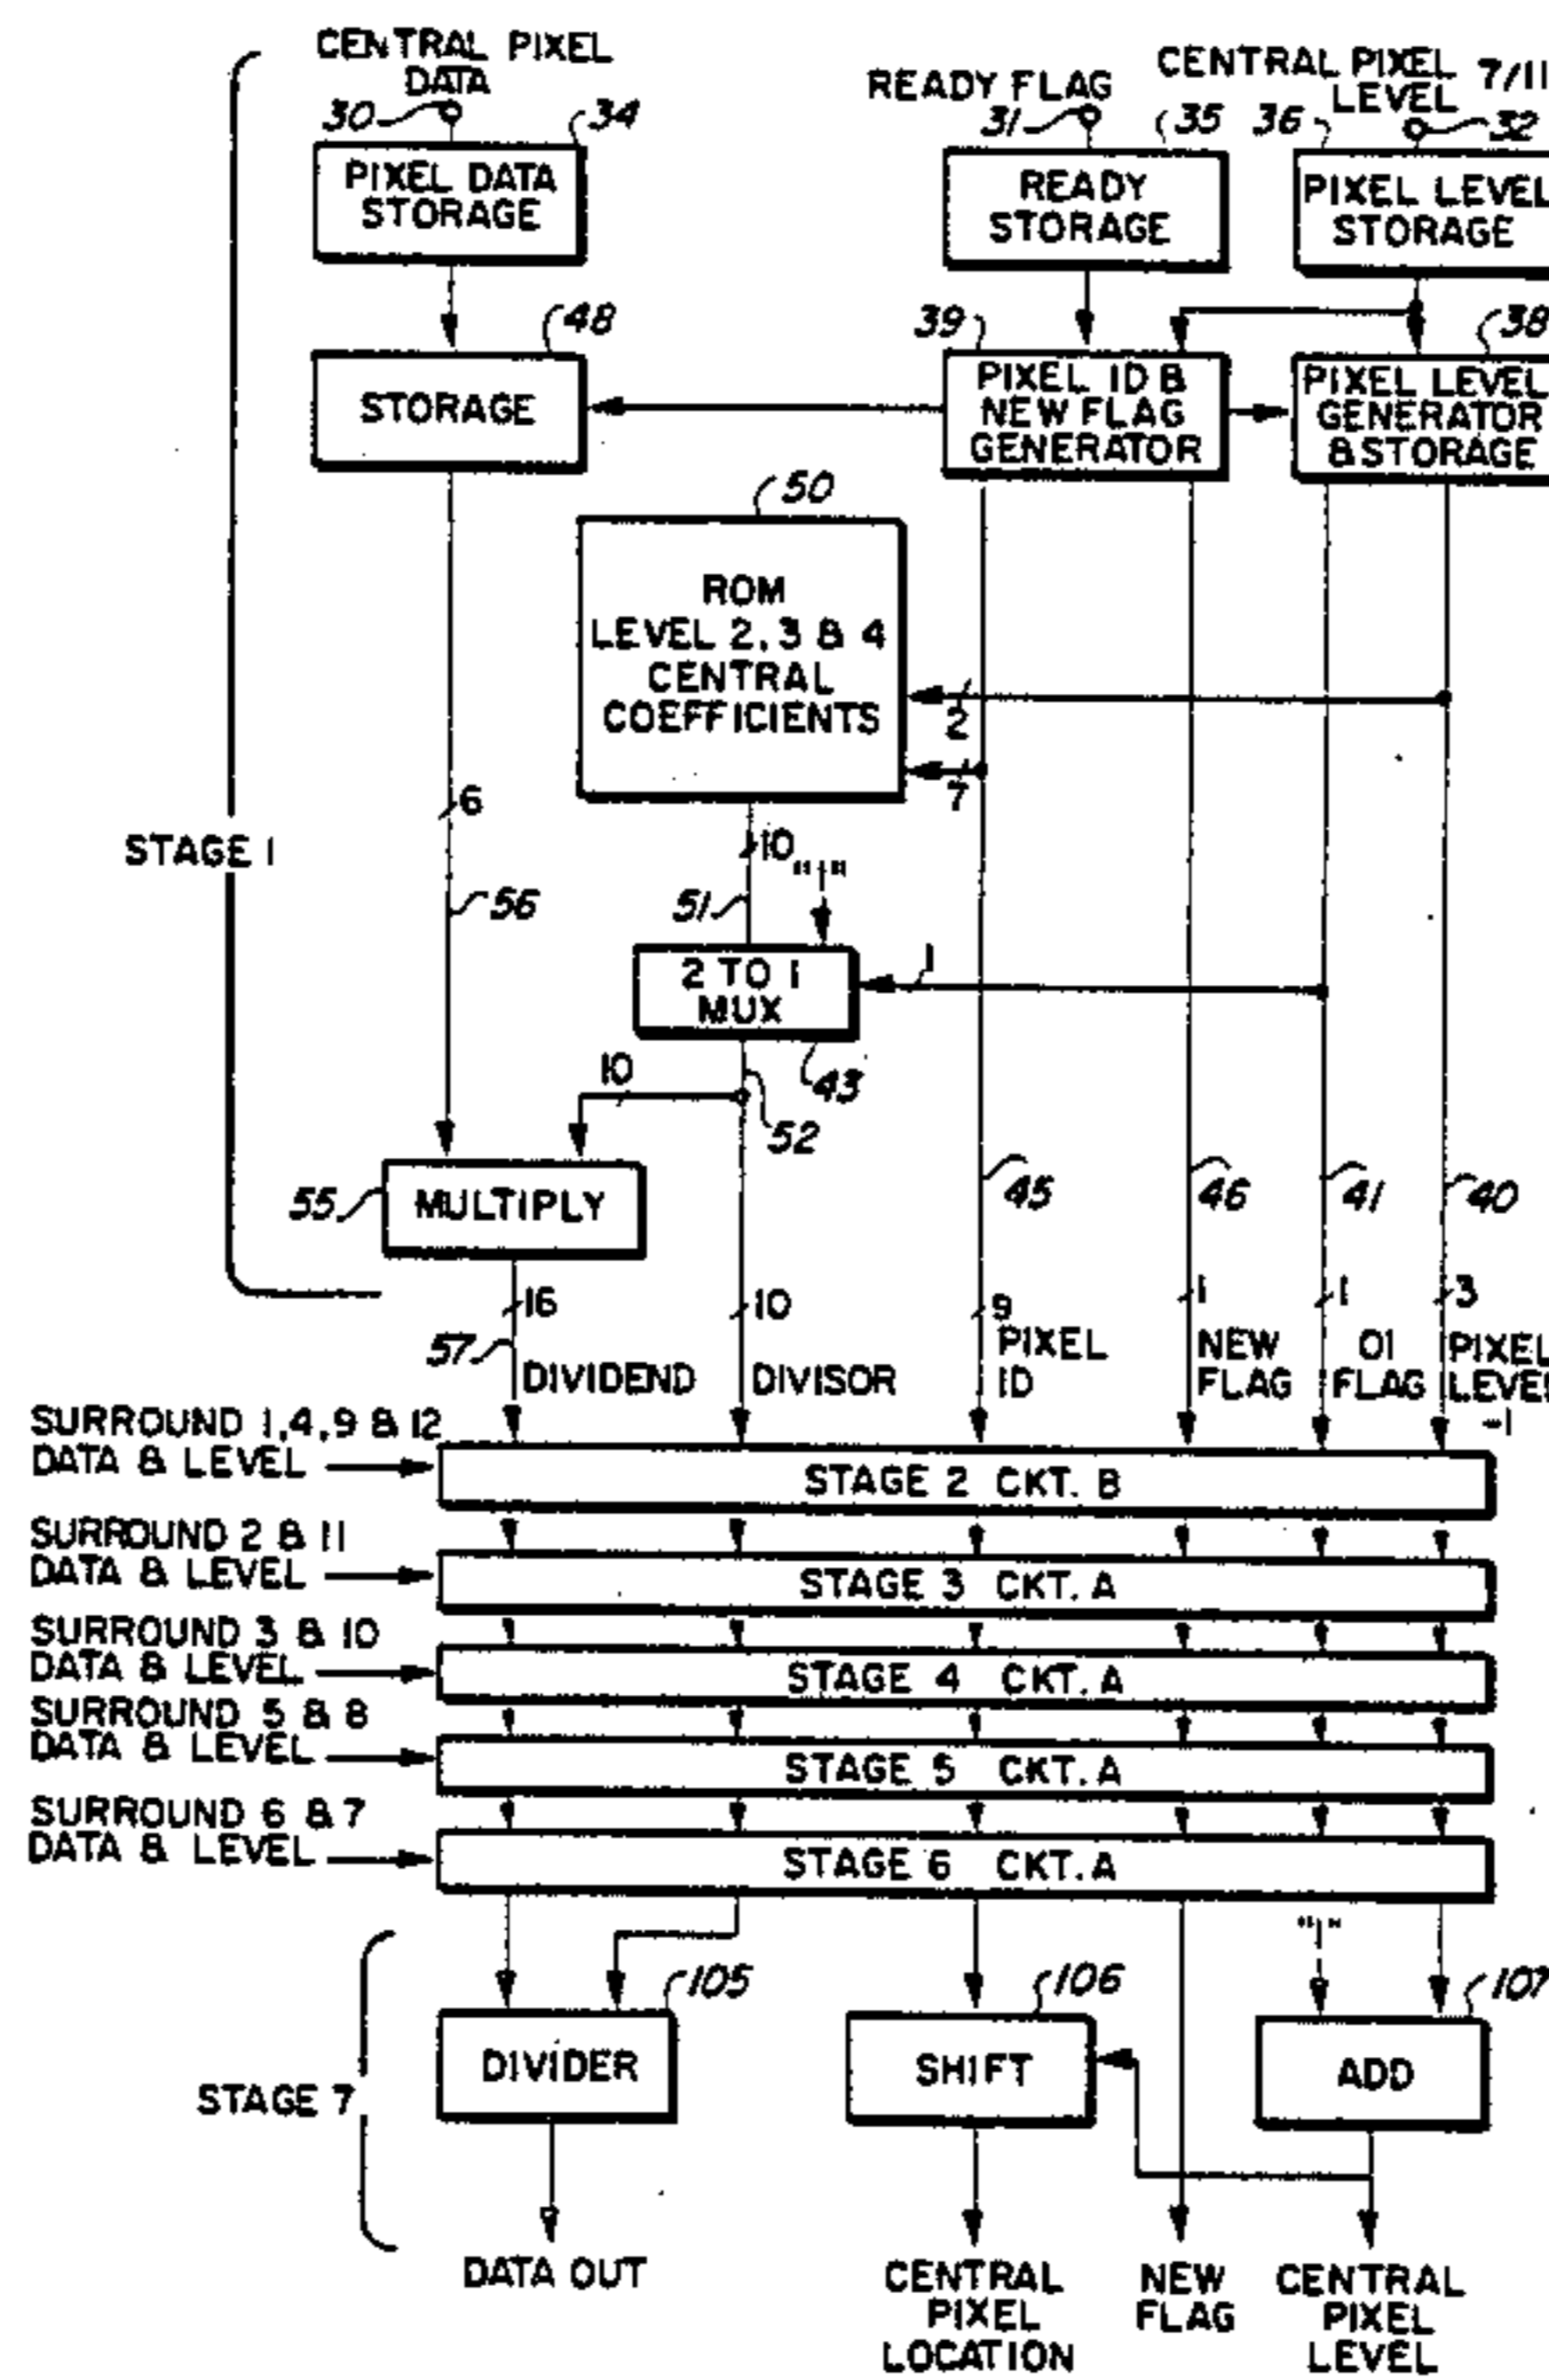 CENTRAL PIXEL
DATA
READY FLAG
CENTRAL PIXEL
LEVEL
7/11
30
34
31
35
36
32
PIXEL DATA
STORAGE
READY
STORAGE
PIXEL LEVEL
STORAGE
48
39
38
STORAGE
PIXEL ID &
NEW FLAG
GENERATOR
PIXEL LEVEL
GENERATOR
& STORAGE
50
ROM
LEVEL 2, 3 & 4
CENTRAL
COEFFICIENTS
2
7
6
STAGE 1
10
"1"
56
51
2 TO 1
MUX
1
10
43
52
55
MULTIPLY
45
46
41
40
16
10
9
1
1
3
57
DIVIDEND
DIVISOR
PIXEL
ID
NEW
FLAG
01
FLAG
PIXEL
LEVEL
-1
SURROUND 1,4,9 & 12
DATA & LEVEL
STAGE 2 CKT. B
SURROUND 2 & 11
DATA & LEVEL
STAGE 3 CKT. A
SURROUND 3 & 10
DATA & LEVEL
STAGE 4 CKT. A
SURROUND 5 & 8
DATA & LEVEL
STAGE 5 CKT. A
SURROUND 6 & 7
DATA & LEVEL
STAGE 6 CKT. A
"1"
105
106
107
DIVIDER
SHIFT
ADD
STAGE 7
DATA OUT
CENTRAL
PIXEL
LOCATION
NEW
FLAG
CENTRAL
PIXEL
LEVEL